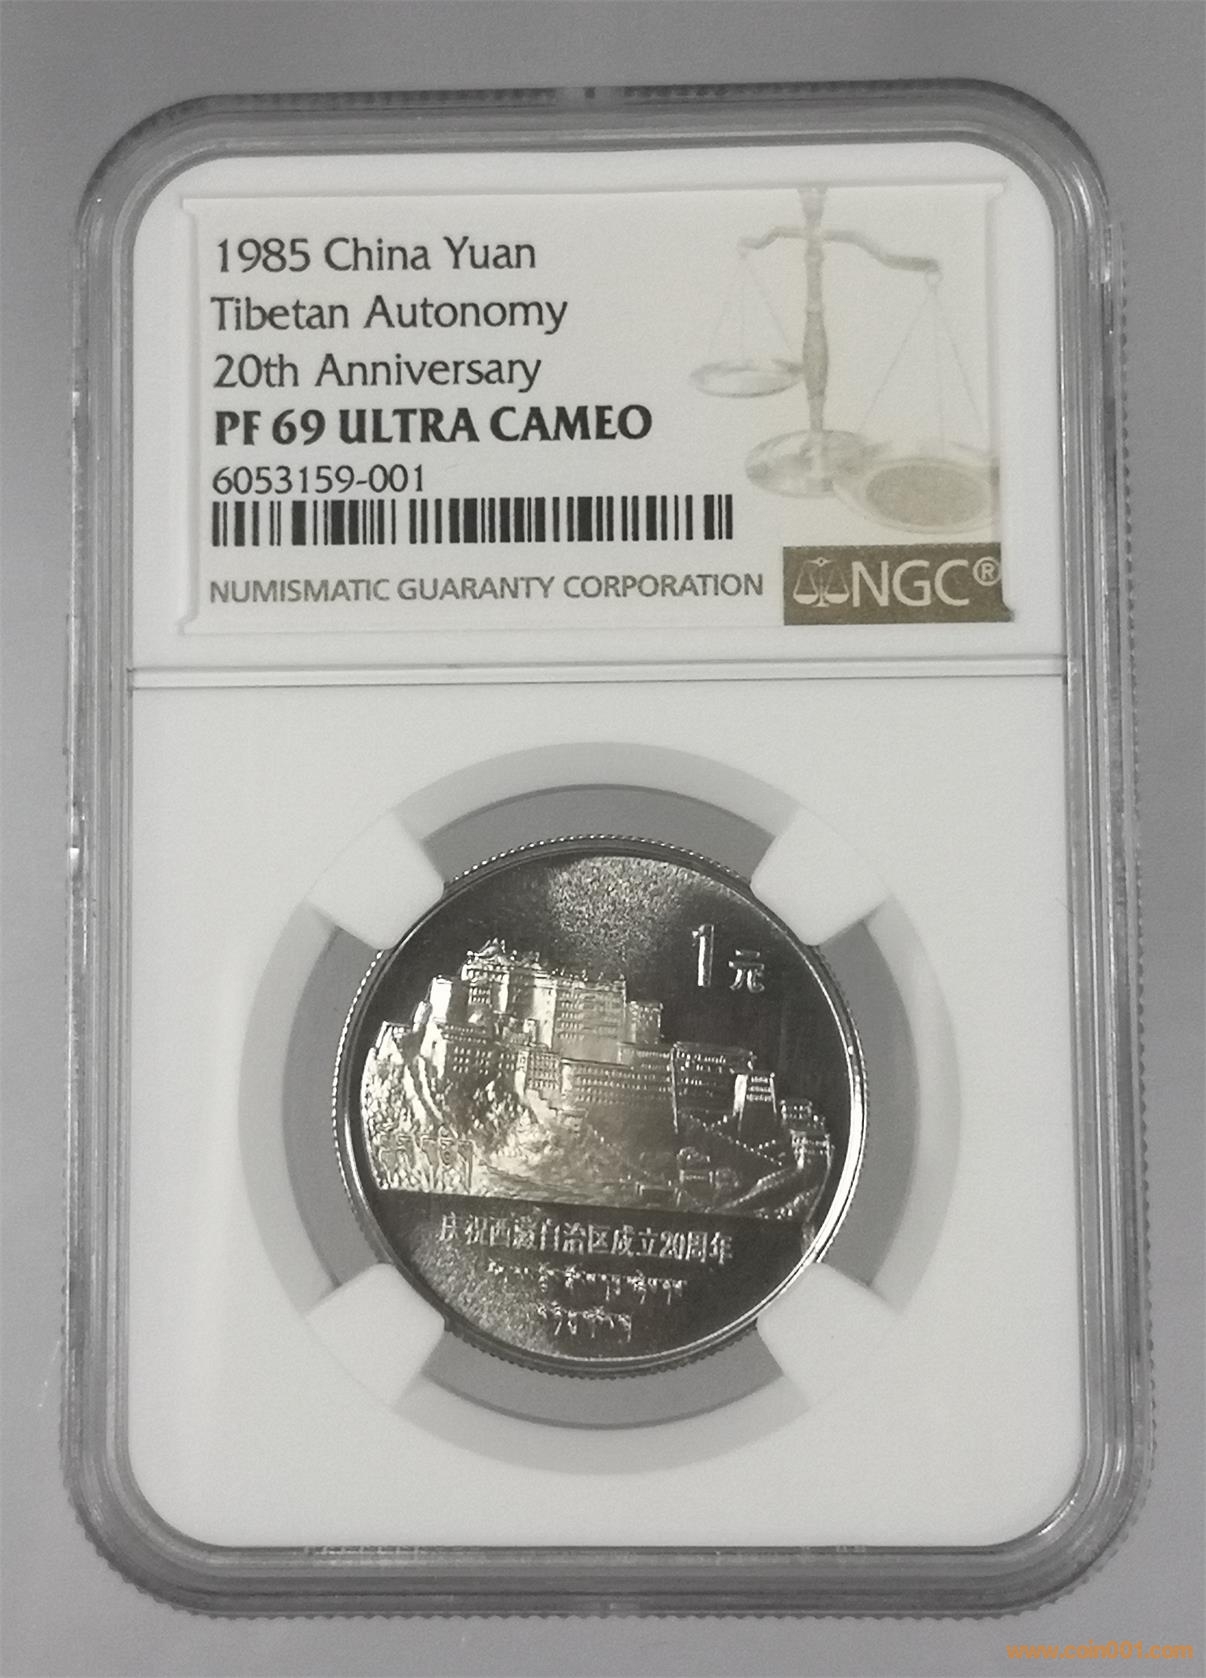 1985 China Yuan
Tibetan Autonomy
20th Anniversary
PF 69 ULTRA CAMEO
6053159-001
NUMISMATIC GUARANTY CORPORATION
NGC®
1元
庆祝西藏自治区成立20周年
www.coin001.com